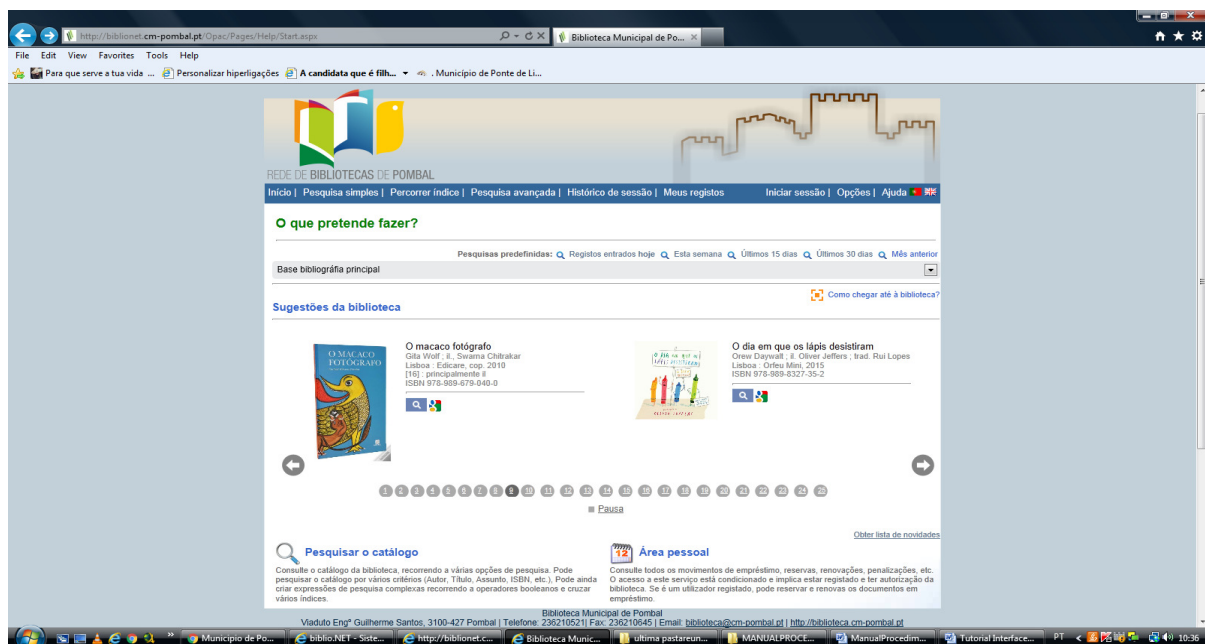 http://biblionet.cm-pombal.pt/Opac/Pages/Help/Start.aspx
Biblioteca Municipal de Po...
File Edit View Favorites Tools Help
Para que serve a tua vida ... Personalizar hiperligações A candidata que é filh... . Município de Ponte de Li...
REDE DE BIBLIOTECAS DE POMBAL
Início | Pesquisa simples | Percorrer índice | Pesquisa avançada | Histórico de sessão | Meus registos Iniciar sessão | Opções | Ajuda
O que pretende fazer?
Pesquisas predefinidas: Registos entrados hoje Esta semana Últimos 15 dias Últimos 30 dias Mês anterior
Base bibliográfia principal
Como chegar até à biblioteca?
Sugestões da biblioteca
O MACACO
FOTÓGRAFO
O macaco fotógrafo
Gita Wolf ; il., Swarna Chitrakar
Lisboa : Edicare, cop. 2010
[16] : principalmente il
ISBN 978-989-679-040-0
O dia em que os lápis desistiram
Drew Daywalt ; il. Oliver Jeffers ; trad. Rui Lopes
Lisboa : Orfeu Mini, 2015
ISBN 978-989-8327-35-2
1 2 3 4 5 6 7 8 9 10 11 12 13 14 15 16 17 18 19 20 21 22 23 24 25
Pausa
Obter lista de novidades
Pesquisar o catálogo
Consulte o catálogo da biblioteca, recorrendo a várias opções de pesquisa. Pode
pesquisar o catálogo por vários critérios (Autor, Título, Assunto, ISBN, etc.), Pode ainda
criar expressões de pesquisa complexas recorrendo a operadores booleanos e cruzar
vários índices.
12
Área pessoal
Consulte todos os movimentos de empréstimo, reservas, renovações, penalizações, etc.
O acesso a este serviço está condicionado e implica estar registado e ter autorização da
biblioteca. Se é um utilizador registado, pode reservar e renovar os documentos em
empréstimo.
Biblioteca Municipal de Pombal
Viaduto Engº Guilherme Santos, 3100-427 Pombal | Telefone: 236210521| Fax: 236210645 | Email: biblioteca@cm-pombal.pt | http://biblioteca.cm-pombal.pt
Municipio de Po... biblio.NET - Siste... http://biblionet.c... Biblioteca Munic... ultima pastareun... MANUALPROCE... ManualProcedim... Tutorial Interface... PT 10:36